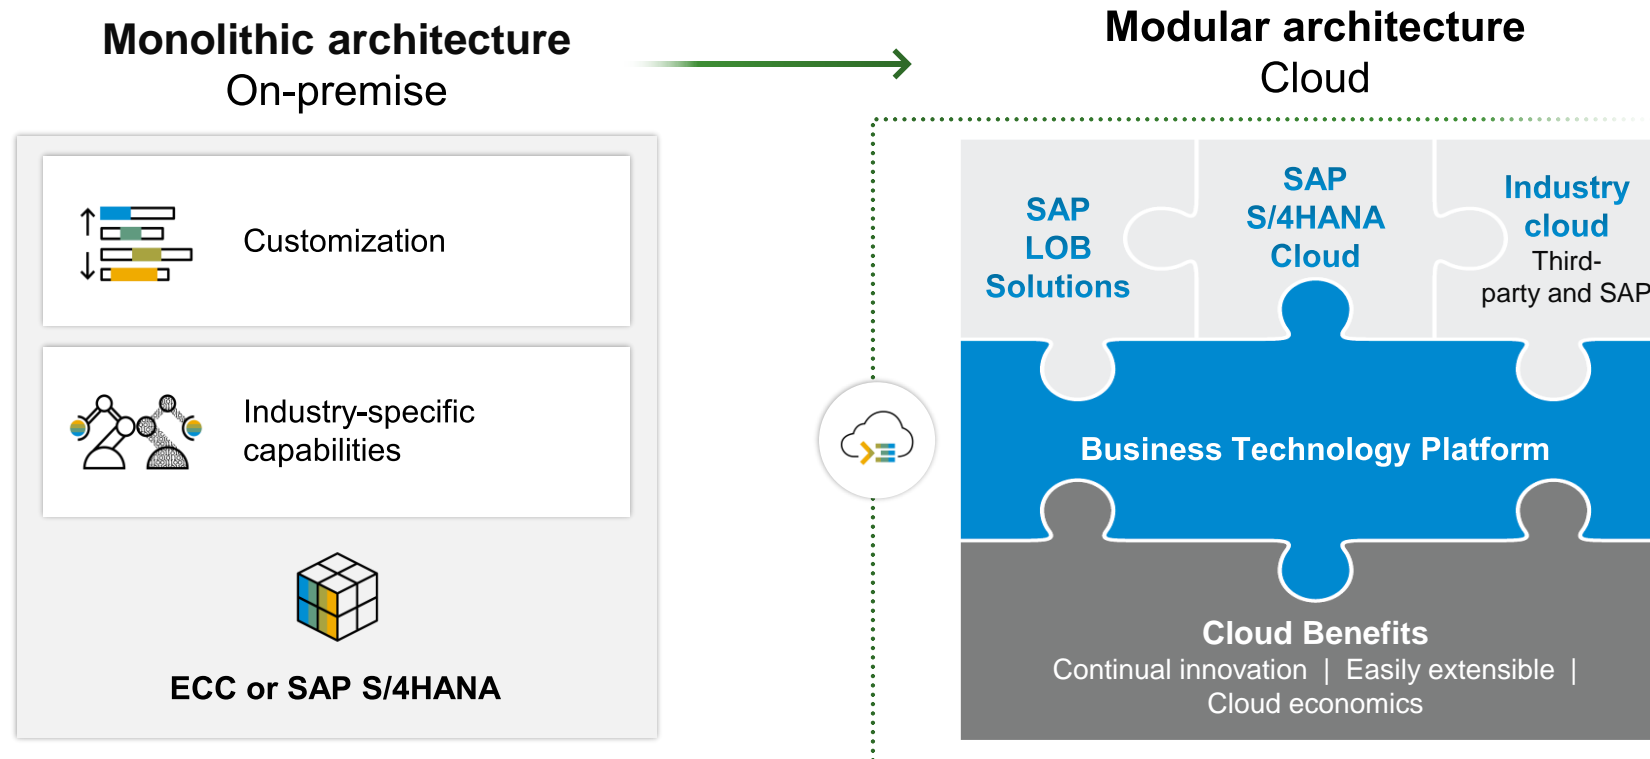 Monolithic architecture
On-premise
Customization
Industry-specific
capabilities
ECC or SAP S/4HANA
Modular architecture
Cloud
SAP
LOB
Solutions
SAP
S/4HANA
Cloud
Industry
cloud
Third-
party and SAP
Business Technology Platform
Cloud Benefits
Continual innovation | Easily extensible |
Cloud economics